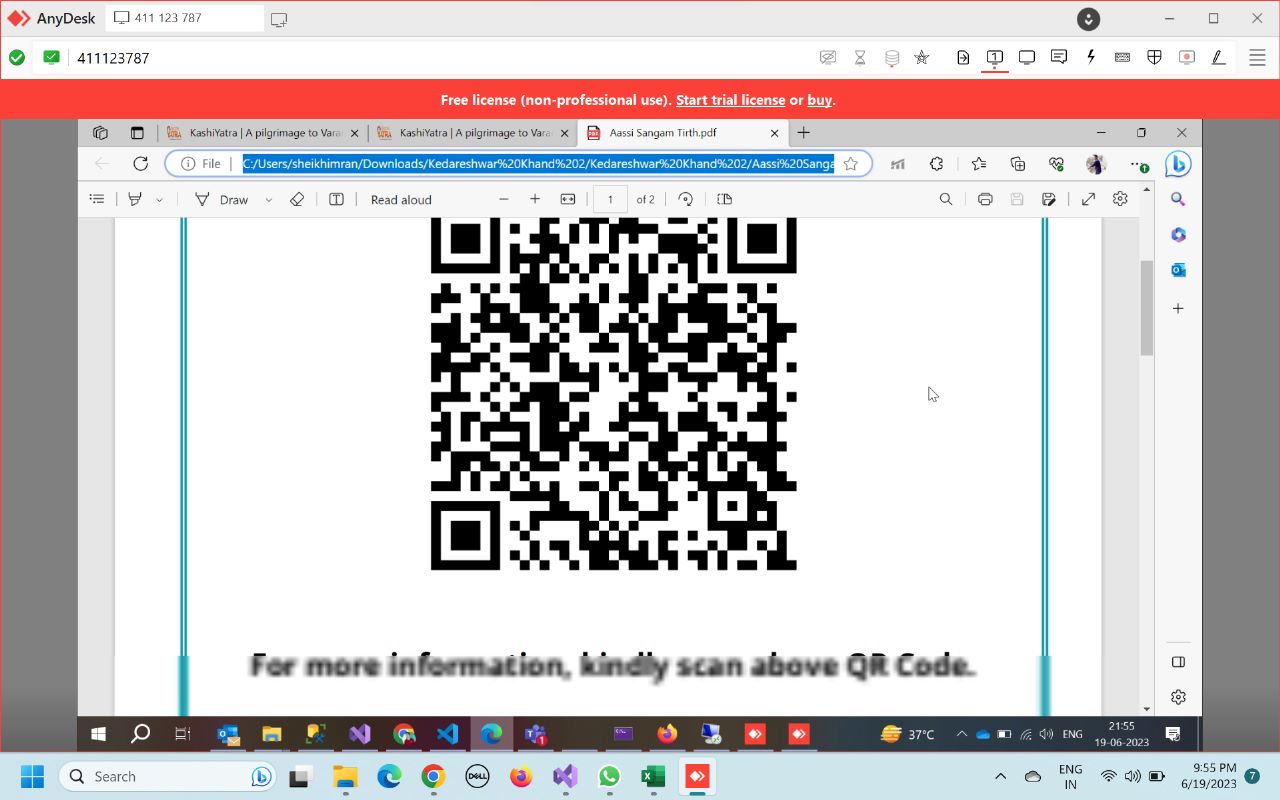 AnyDesk
411 123 787
411123787
Free license (non-professional use). Start trial license or buy.
KashiYatra | A pilgrimage to Varan
KashiYatra | A pilgrimage to Varan
Aassi Sangam Tirth.pdf
File
C:/Users/sheikhimran/Downloads/Kedareshwar%20Khand%202/Kedareshwar%20Khand%202/Aassi%20Sanga
Draw
Read aloud
1
of 2
For more information, kindly scan above QR Code.
37°C
ENG
21:55
19-06-2023
Search
DELL
ENG
IN
9:55 PM
6/19/2023
7